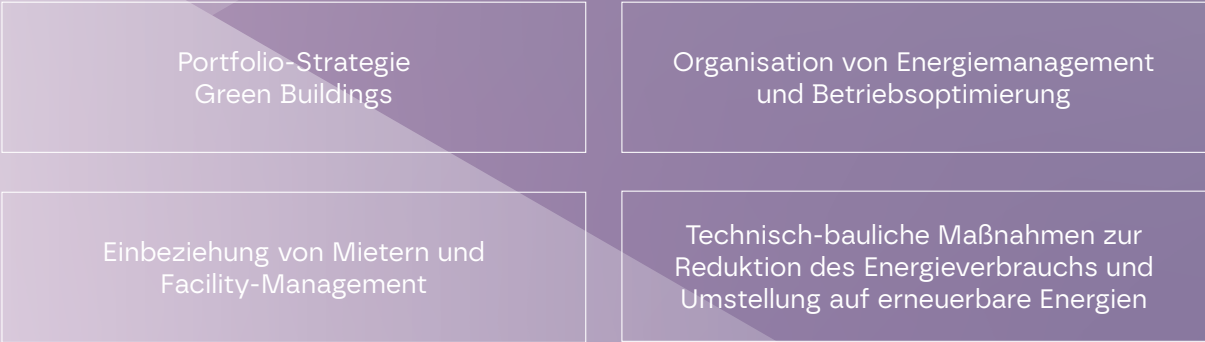 Portfolio-Strategie
Green Buildings
Organisation von Energiemanagement
und Betriebsoptimierung
Einbeziehung von Mietern und
Facility-Management
Technisch-bauliche Maßnahmen zur
Reduktion des Energieverbrauchs und
Umstellung auf erneuerbare Energien